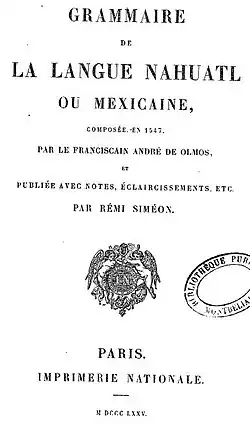 GRAMMAIRE
DE
LA LANGUE NAHUATL
OU MEXICAINE,
COMPOSÉE, EN 1547,
PAR LE FRANCISCAIN ANDRÉ DE OLMOS,
ET
PUBLIÉE AVEC NOTES, ÉCLAIRCISSEMENTS, ETC.
PAR RÉMI SIMÉON.
BIBLIOTHÈQUE
PARIS.
IMPRIMERIE NATIONALE.
M DCCC LXXV.